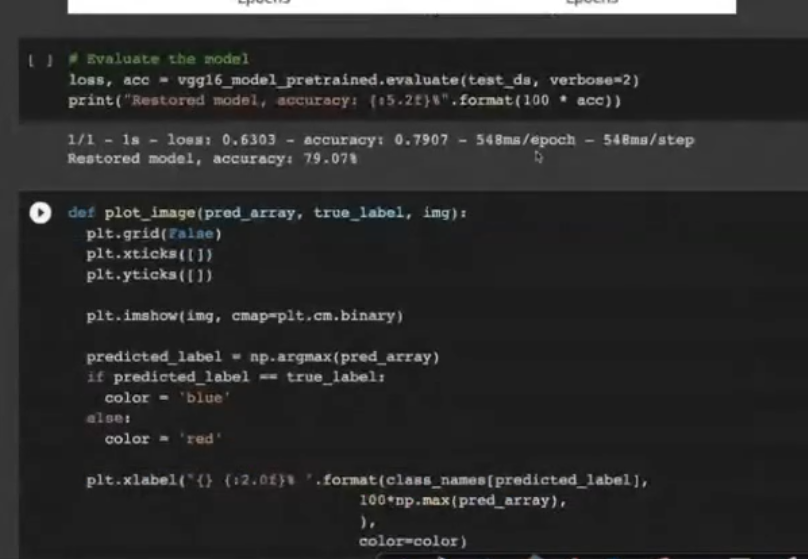 Epochs Epochs
[ ] # Evaluate the model
loss, acc = vgg16_model_pretrained.evaluate(test_ds, verbose=2)
print("Restored model, accuracy: {:5.2f}%".format(100 * acc))
1/1 - 1s - loss: 0.6303 - accuracy: 0.7907 - 548ms/epoch - 548ms/step
Restored model, accuracy: 79.07%
def plot_image(pred_array, true_label, img):
plt.grid(False)
plt.xticks([])
plt.yticks([])
plt.imshow(img, cmap=plt.cm.binary)
predicted_label = np.argmax(pred_array)
if predicted_label == true_label:
color = 'blue'
else:
color = 'red'
plt.xlabel("{} {:2.0f}% ".format(class_names[predicted_label],
100*np.max(pred_array),
),
color=color)